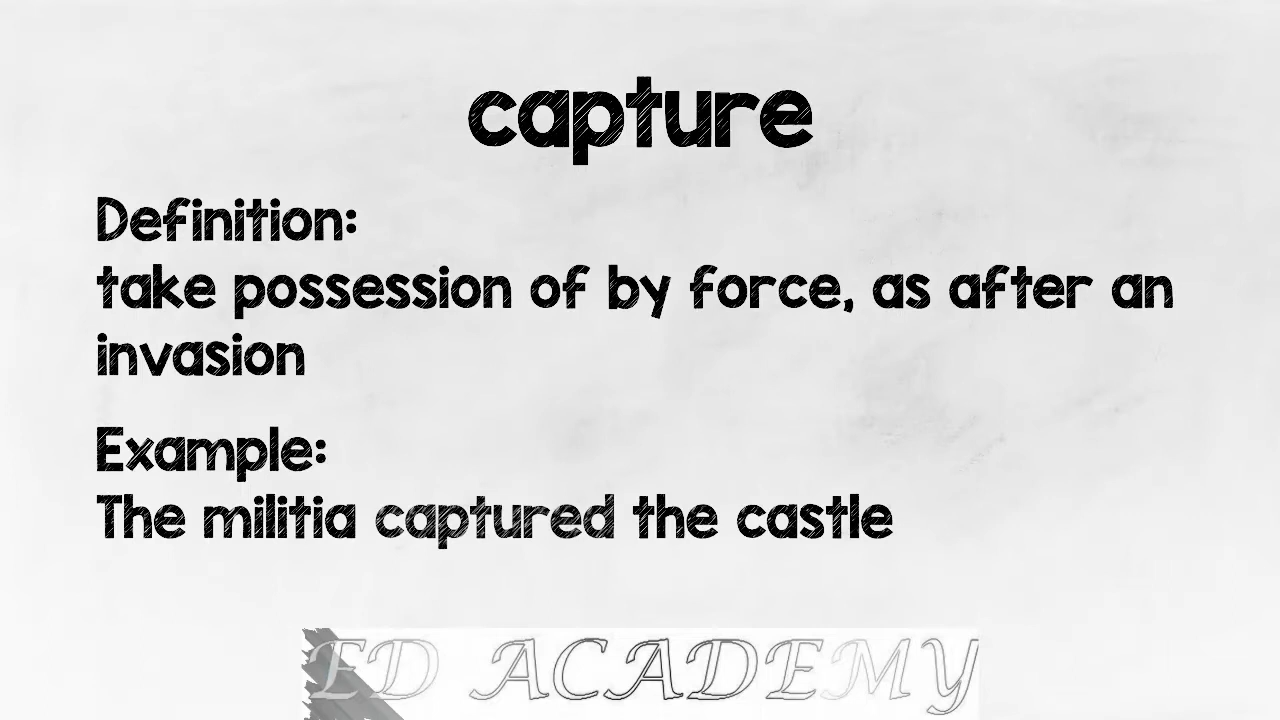 capture
Definition:
take possession of by force, as after an
invasion
Example:
The militia captured the castle
ED ACADEMY